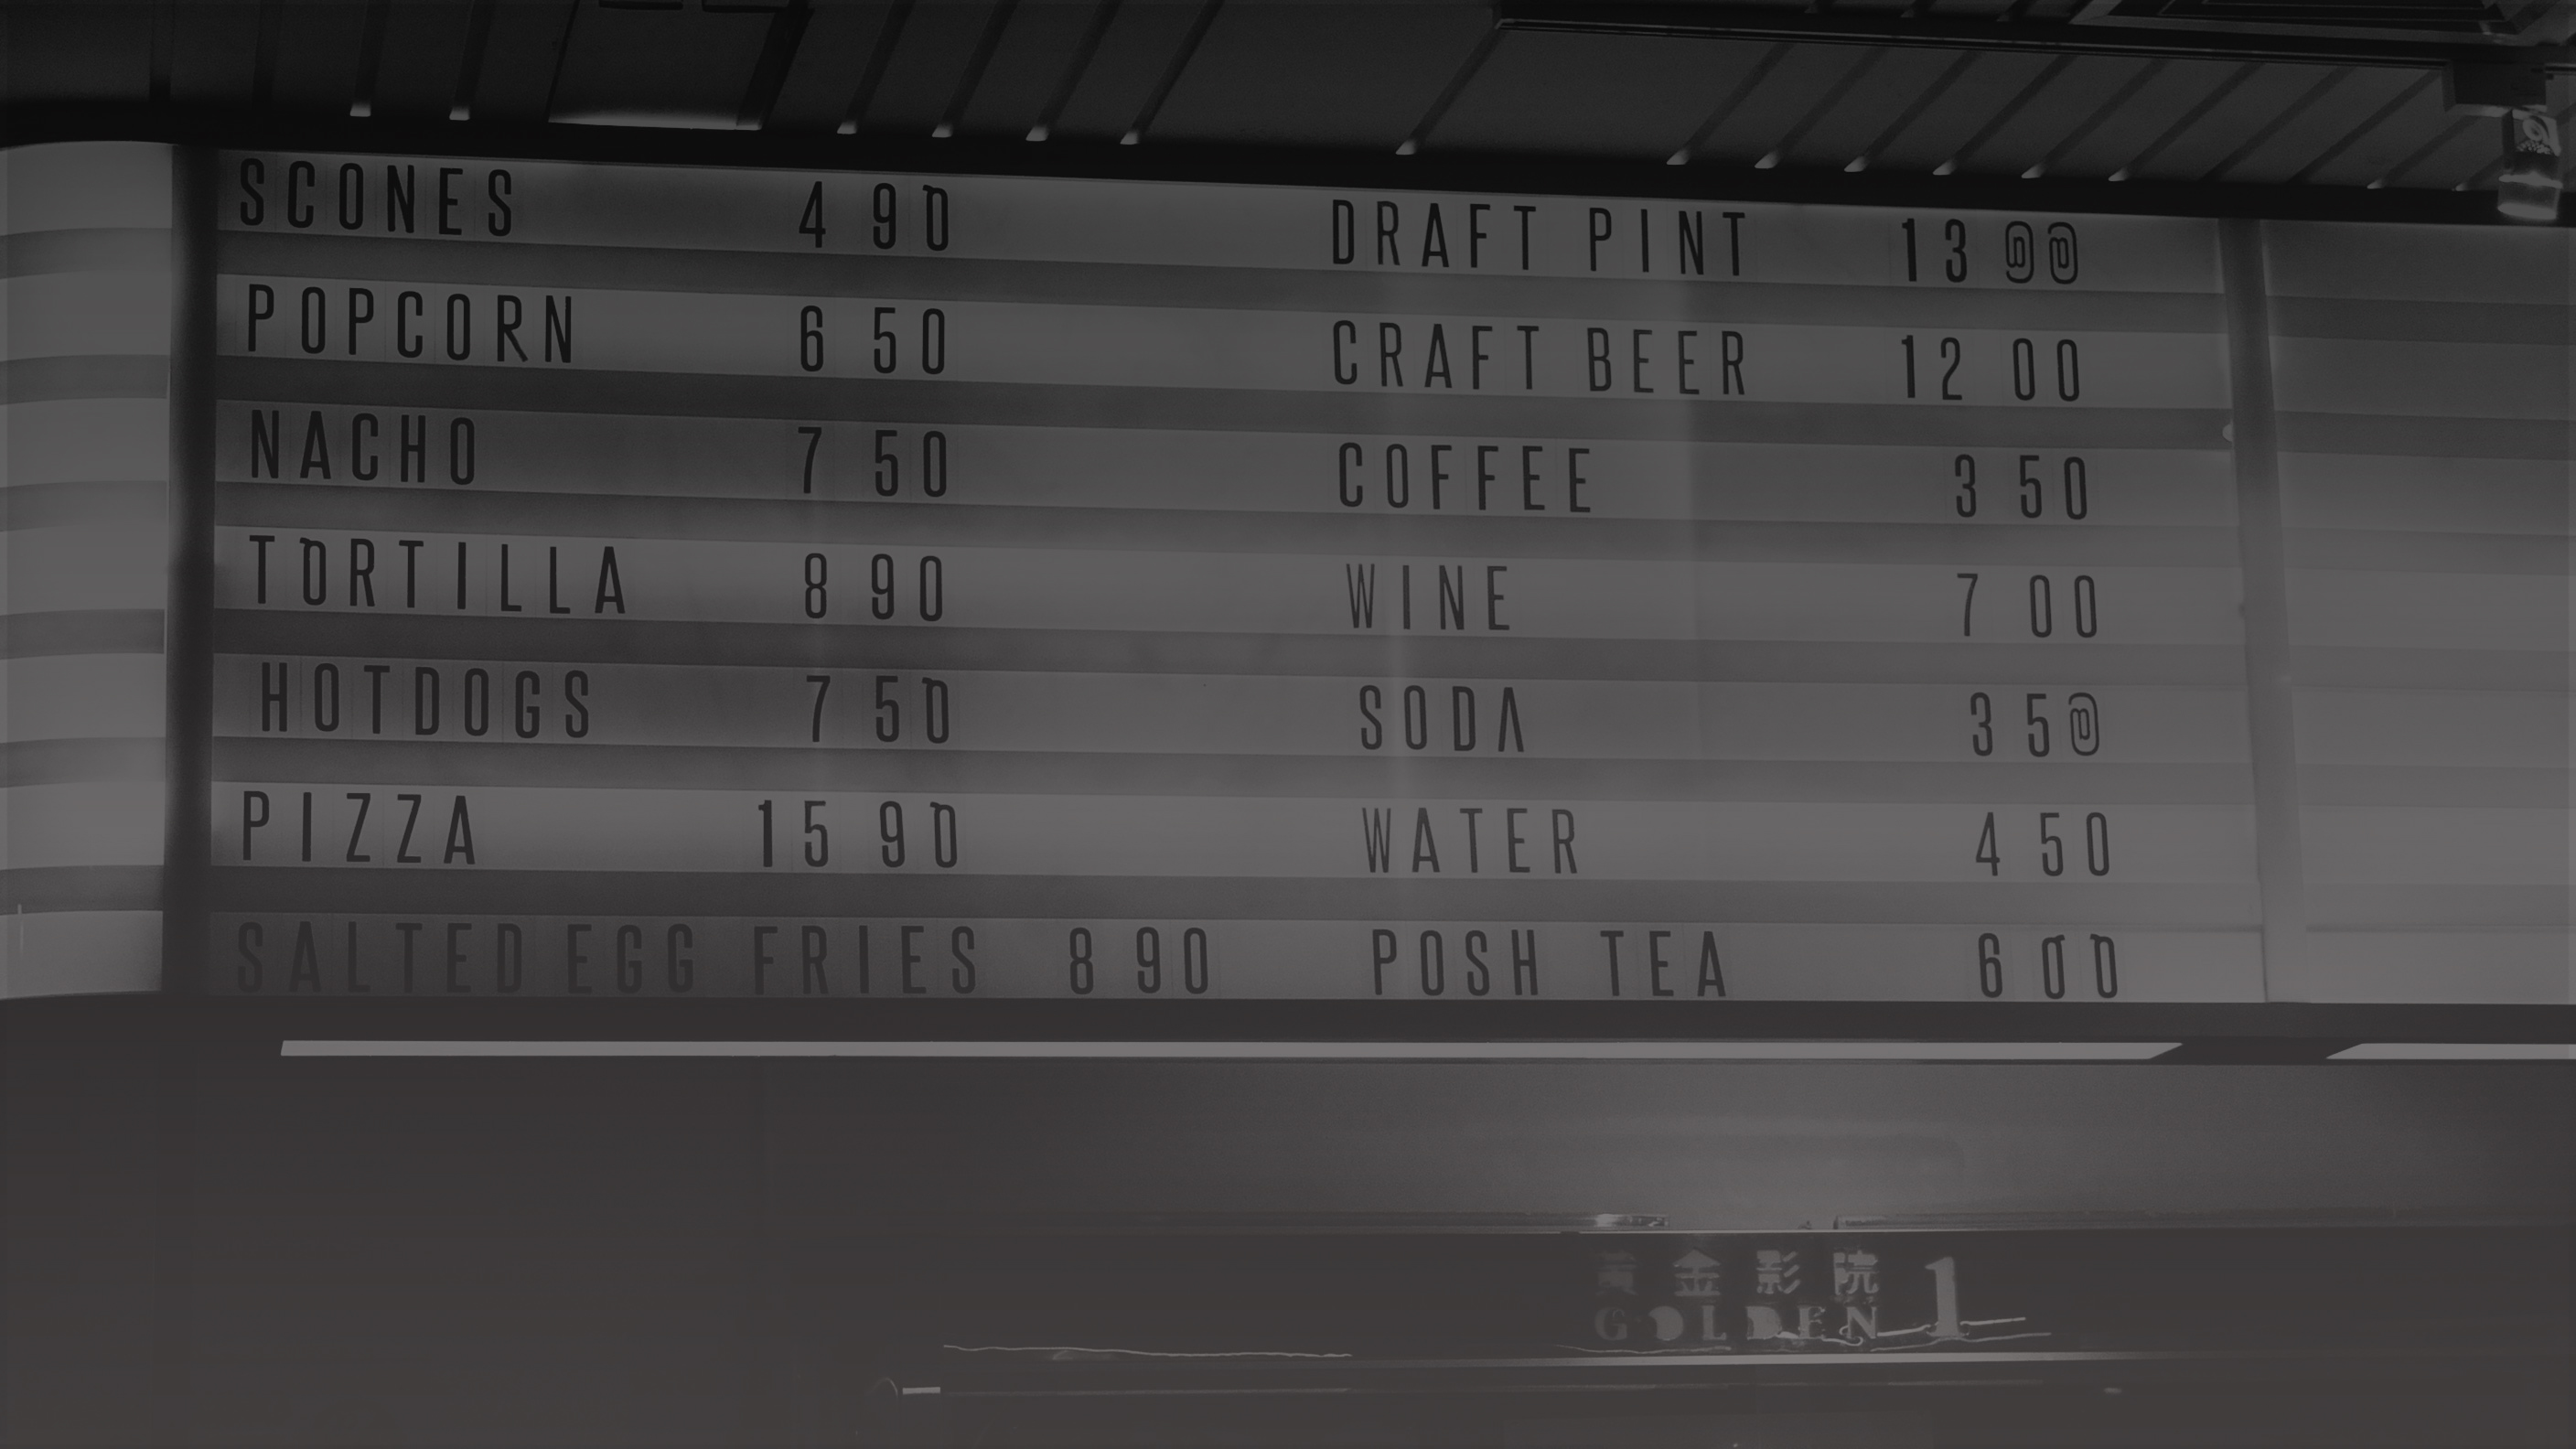 SCONES 4 90
POPCORN 6 50
NACHO 7 50
TORTILLA 8 90
HOTDOGS 7 50
PIZZA 15 90
SALTED EGG FRIES 8 90
DRAFT PINT 13 @@
CRAFT BEER 12 00
COFFEE 3 50
WINE 7 00
SODA 3 5@
WATER 4 50
POSH TEA 6 00
黃金影院 1
GOLDEN